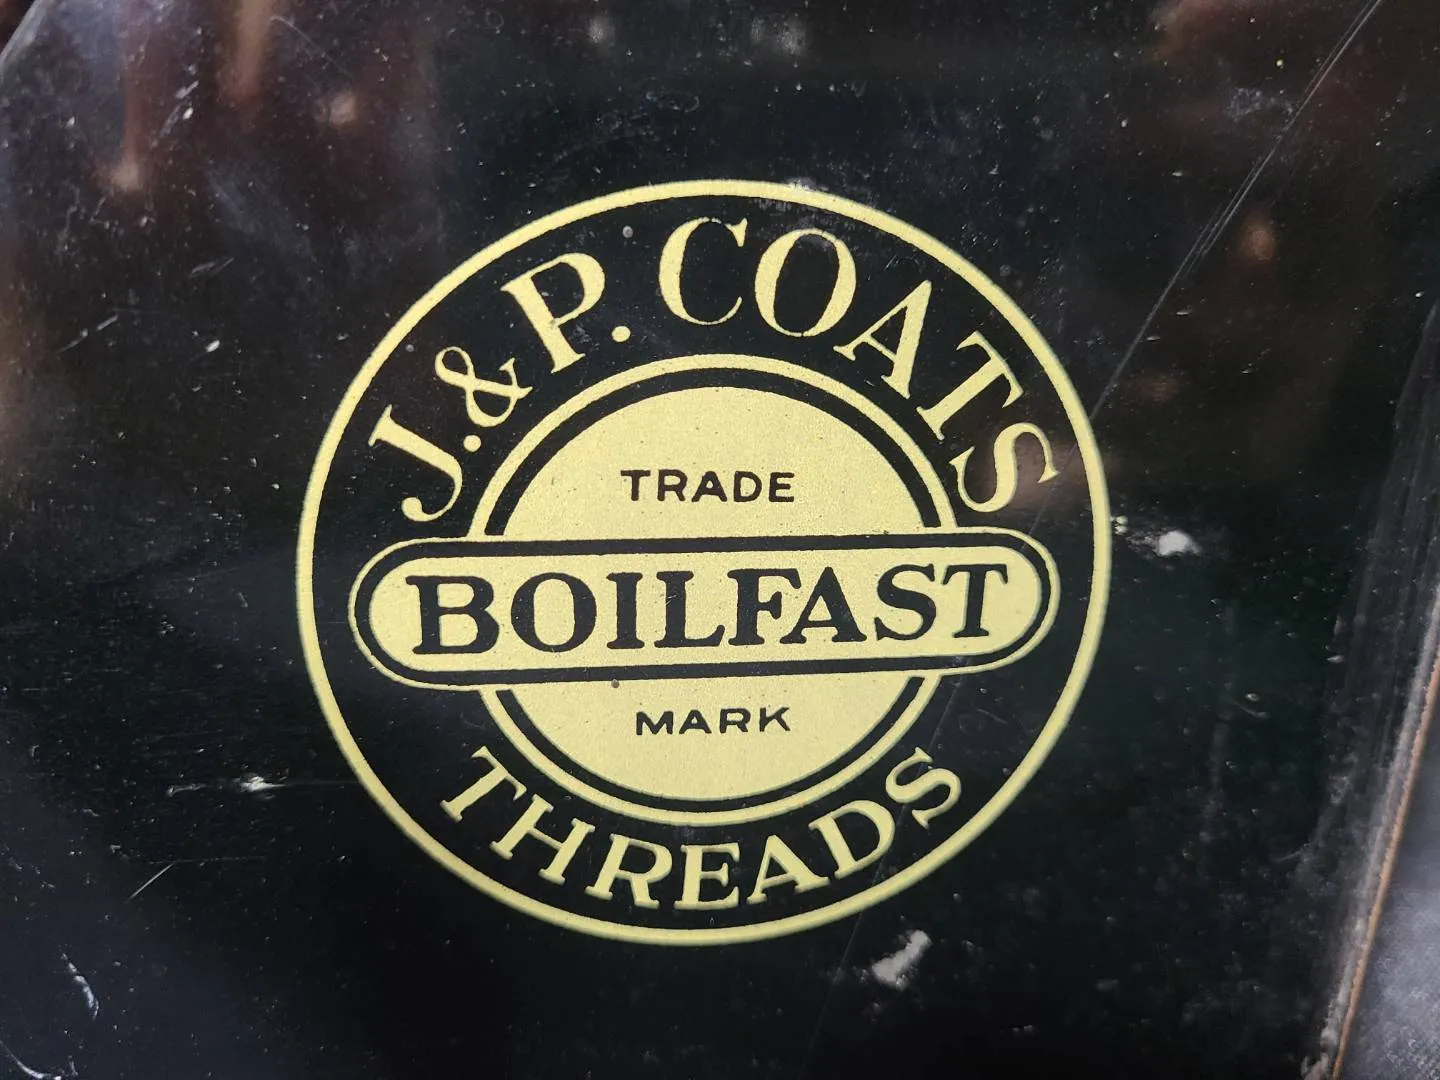 J.&P. COATS
TRADE
BOILFAST
MARK
THREADS